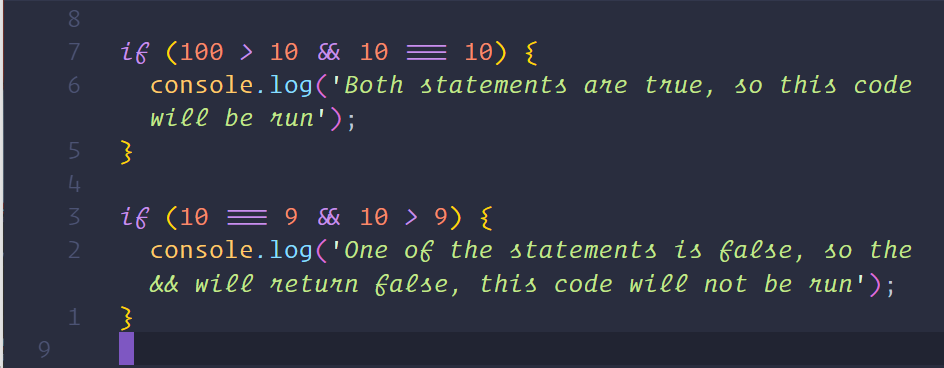 8
7 if (100 > 10 && 10 === 10) {
6 console.log('Both statements are true, so this code
will be run');
5 }
4
3 if (10 === 9 && 10 > 9) {
2 console.log('One of the statements is false, so the
&& will return false, this code will not be run');
1 }
9